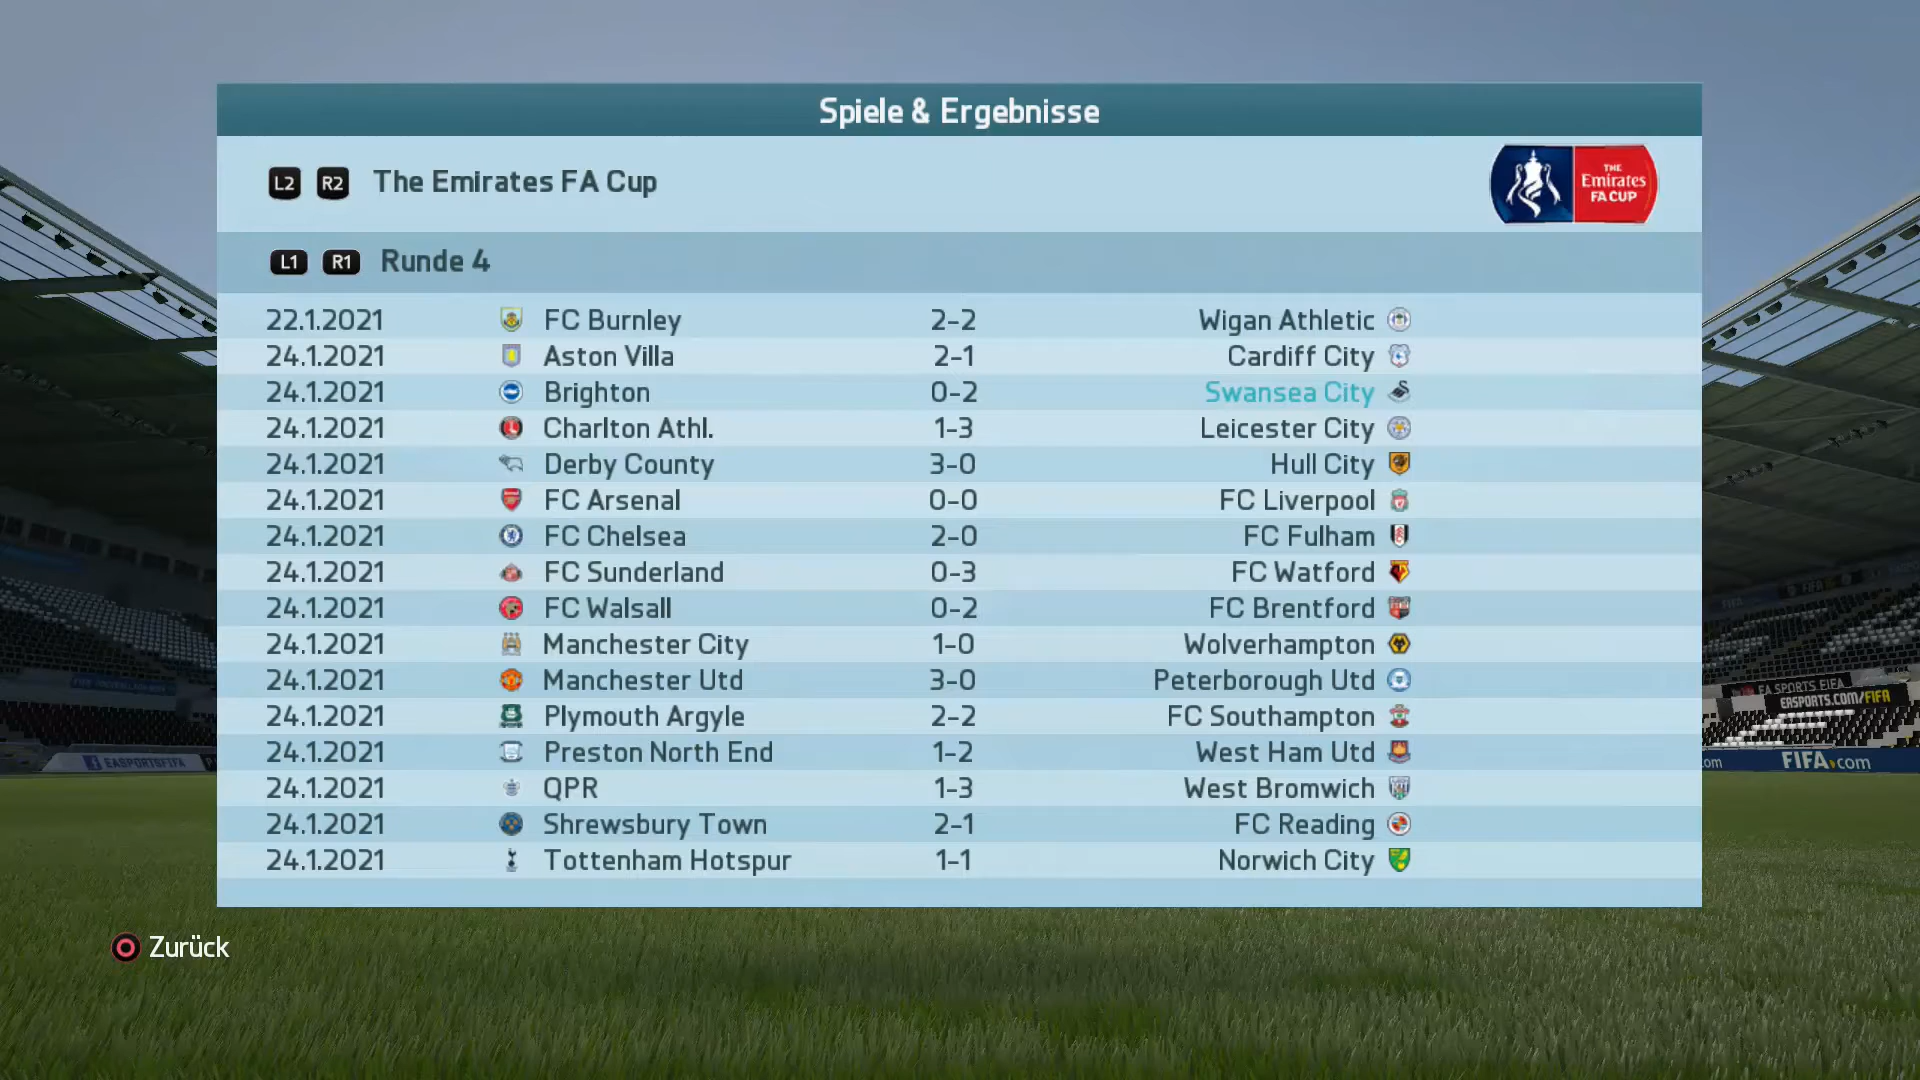 Spiele & Ergebnisse
L2 R2 The Emirates FA Cup
THE Emirates FA CUP
L1 R1 Runde 4
22.1.2021 FC Burnley 2-2 Wigan Athletic
24.1.2021 Aston Villa 2-1 Cardiff City
24.1.2021 Brighton 0-2 Swansea City
24.1.2021 Charlton Athl. 1-3 Leicester City
24.1.2021 Derby County 3-0 Hull City
24.1.2021 FC Arsenal 0-0 FC Liverpool
24.1.2021 FC Chelsea 2-0 FC Fulham
24.1.2021 FC Sunderland 0-3 FC Watford
24.1.2021 FC Walsall 0-2 FC Brentford
24.1.2021 Manchester City 1-0 Wolverhampton
24.1.2021 Manchester Utd 3-0 Peterborough Utd
24.1.2021 Plymouth Argyle 2-2 FC Southampton
24.1.2021 Preston North End 1-2 West Ham Utd
24.1.2021 QPR 1-3 West Bromwich
24.1.2021 Shrewsbury Town 2-1 FC Reading
24.1.2021 Tottenham Hotspur 1-1 Norwich City
EA SPORTS FIFA
EASPORTS.COM/FIFA
EASPORTSFIFA
.com FIFA.com
Zurück